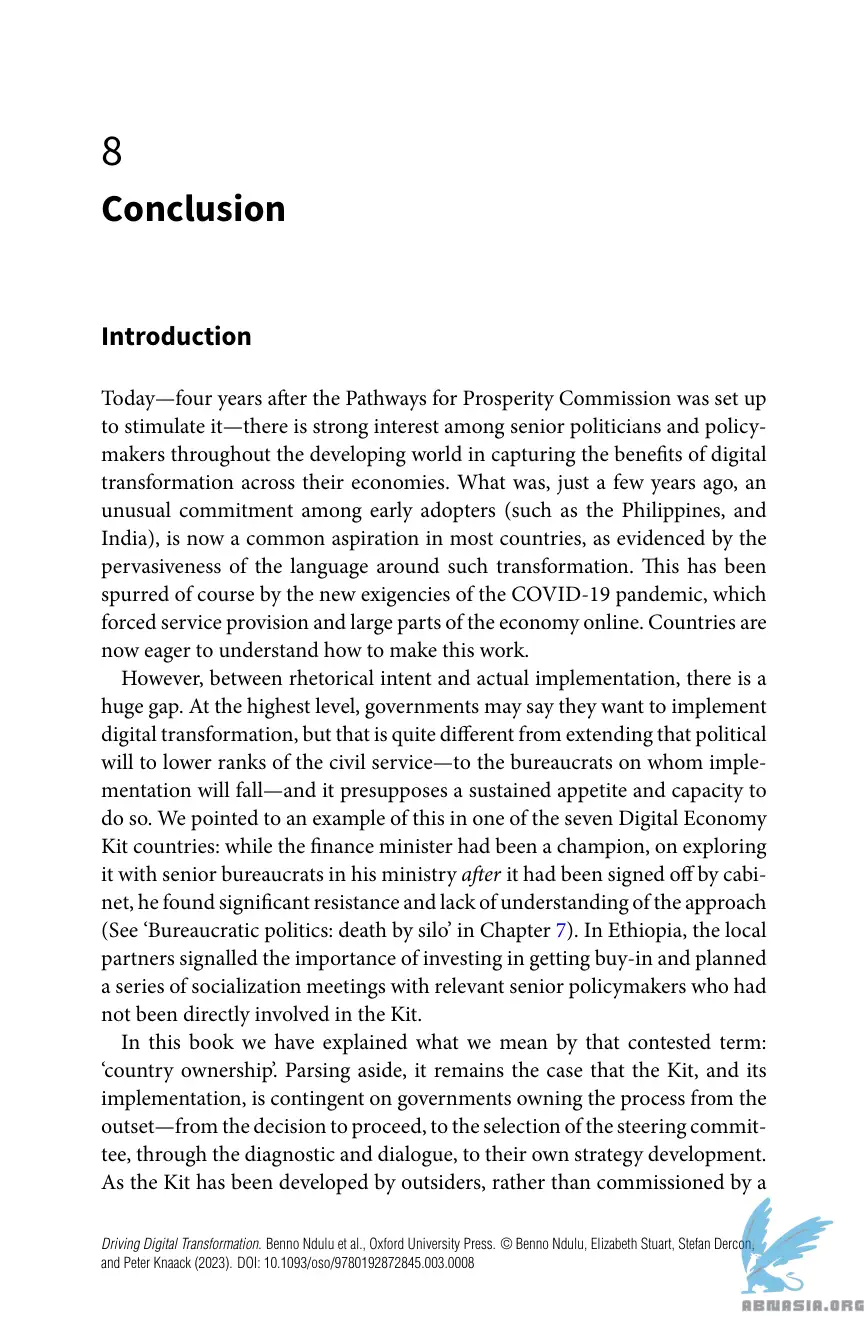 8
Conclusion
Introduction
Today—four years after the Pathways for Prosperity Commission was set up
to stimulate it—there is strong interest among senior politicians and policy-
makers throughout the developing world in capturing the benefits of digital
transformation across their economies. What was, just a few years ago, an
unusual commitment among early adopters (such as the Philippines, and
India), is now a common aspiration in most countries, as evidenced by the
pervasiveness of the language around such transformation. This has been
spurred of course by the new exigencies of the COVID-19 pandemic, which
forced service provision and large parts of the economy online. Countries are
now eager to understand how to make this work.
However, between rhetorical intent and actual implementation, there is a
huge gap. At the highest level, governments may say they want to implement
digital transformation, but that is quite different from extending that political
will to lower ranks of the civil service—to the bureaucrats on whom imple-
mentation will fall—and it presupposes a sustained appetite and capacity to
do so. We pointed to an example of this in one of the seven Digital Economy
Kit countries: while the finance minister had been a champion, on exploring
it with senior bureaucrats in his ministry after it had been signed off by cabi-
net, he found significant resistance and lack of understanding of the approach
(See ‘Bureaucratic politics: death by silo’ in Chapter 7). In Ethiopia, the local
partners signalled the importance of investing in getting buy-in and planned
a series of socialization meetings with relevant senior policymakers who had
not been directly involved in the Kit.
In this book we have explained what we mean by that contested term:
‘country ownership’. Parsing aside, it remains the case that the Kit, and its
implementation, is contingent on governments owning the process from the
outset—from the decision to proceed, to the selection of the steering commit-
tee, through the diagnostic and dialogue, to their own strategy development.
As the Kit has been developed by outsiders, rather than commissioned by a
Driving Digital Transformation. Benno Ndulu et al., Oxford University Press. © Benno Ndulu, Elizabeth Stuart, Stefan Dercon,
and Peter Knaack (2023). DOI: 10.1093/oso/9780192872845.003.0008
ABNASIA.ORG